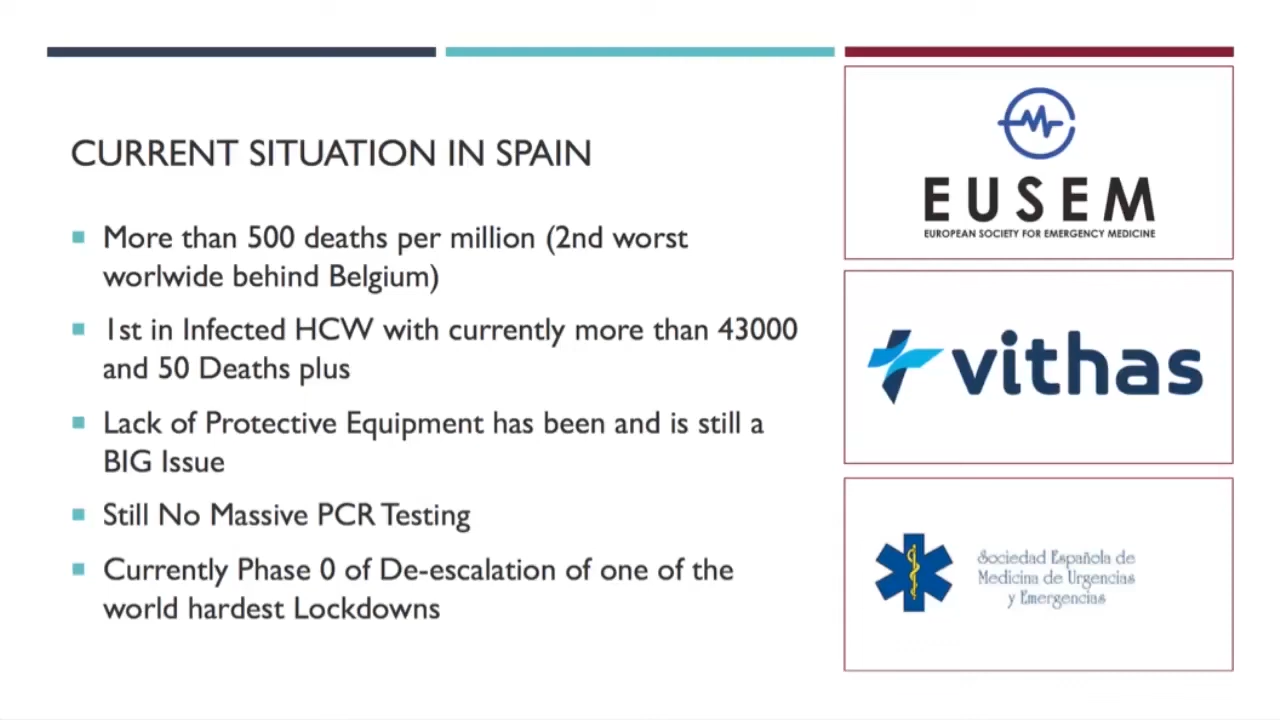 CURRENT SITUATION IN SPAIN
More than 500 deaths per million (2nd worst
worlwide behind Belgium)
1st in Infected HCW with currently more than 43000
and 50 Deaths plus
Lack of Protective Equipment has been and is still a
BIG Issue
Still No Massive PCR Testing
Currently Phase 0 of De-escalation of one of the
world hardest Lockdowns
EUSEM
EUROPEAN SOCIETY FOR EMERGENCY MEDICINE
vithas
Sociedad Española de
Medicina de Urgencias
y Emergencias